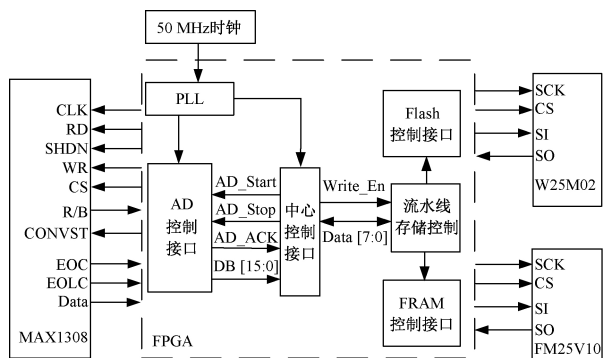 50 MHz时钟
PLL
CLK
RD
SHDN
WR
CS
R/B
CONVST
EOC
EOLC
Data
MAX1308
AD
控制
接口
AD_Start
AD_Stop
AD_ACK
DB [15:0]
中心
控制
接口
Write_En
Data [7:0]
Flash
控制接口
流水线
存储控制
FRAM
控制接口
FPGA
SCK
CS
SI
SO
W25M02
SCK
CS
SI
SO
FM25V10